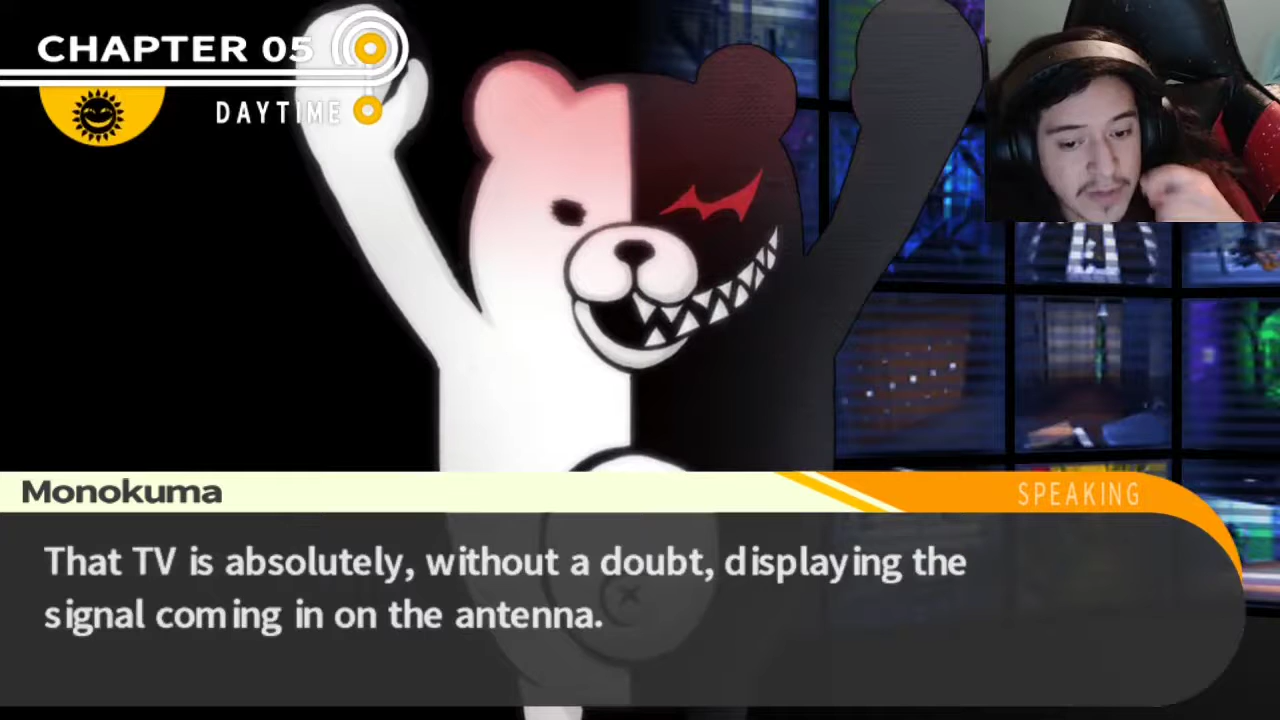 CHAPTER 05
DAYTIME
Monokuma
SPEAKING
That TV is absolutely, without a doubt, displaying the
signal coming in on the antenna.